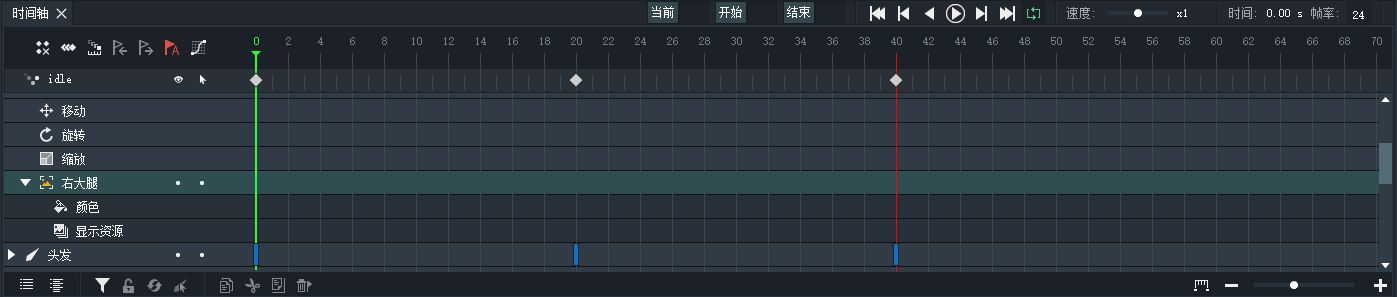 时间轴 当前 开始 结束 速度: x1 时间: 0.00 s 帧率: 24
A 0 2 4 6 8 10 12 14 16 18 20 22 24 26 28 30 32 34 36 38 40 42 44 46 48 50 52 54 56 58 60 62 64 66 68 70
idle
移动
旋转
缩放
右大腿
颜色
显示资源
头发